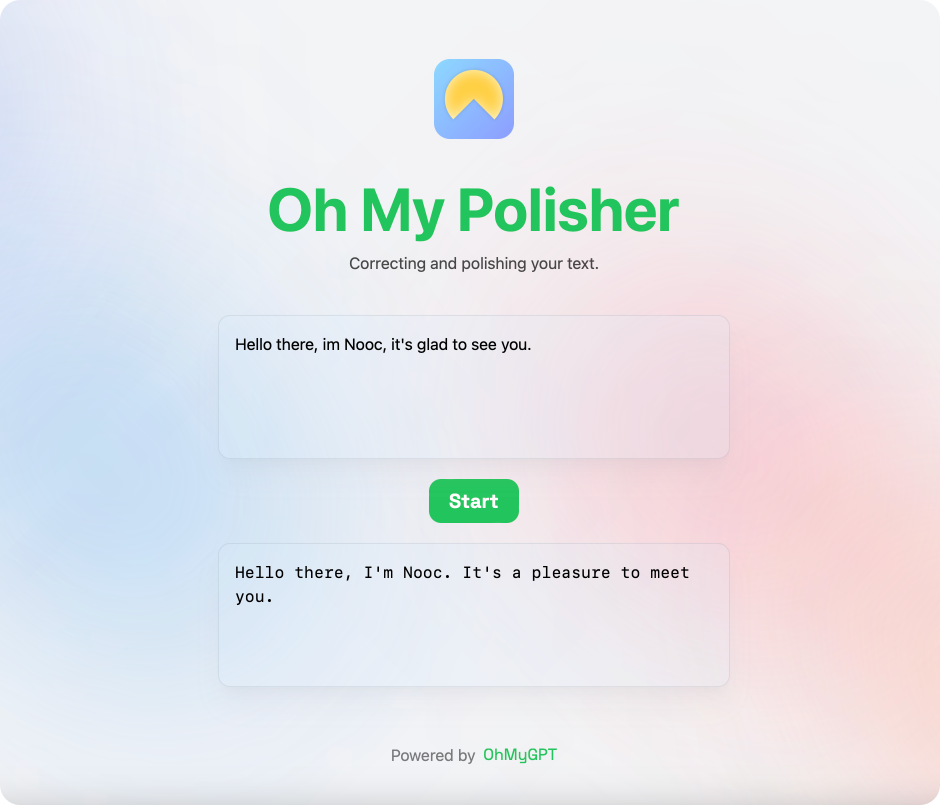 Oh My Polisher
Correcting and polishing your text.
Hello there, im Nooc, it's glad to see you.
Start
Hello there, I'm Nooc. It's a pleasure to meet
you.
Powered by OhMyGPT